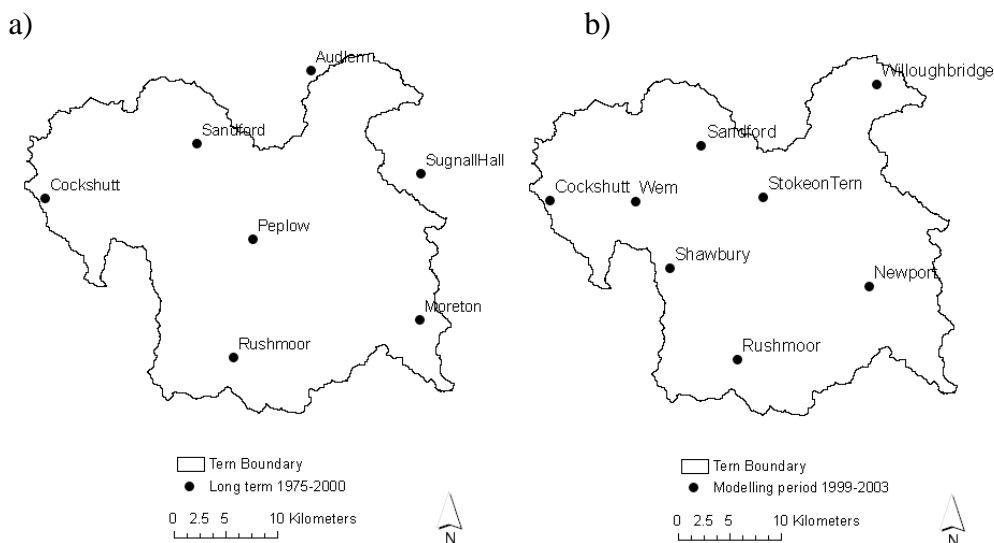 a)
Audlem
Sandford
SugnallHall
Cockshutt
Peplow
Moreton
Rushmoor
Tern Boundary
Long term 1975-2000
0 2.5 5 10 Kilometers
N
b)
Willoughbridge
Sandford
StokeonTern
Cockshutt
Wem
Shawbury
Newport
Rushmoor
Tern Boundary
Modelling period 1999-2003
0 2.5 5 10 Kilometers
N